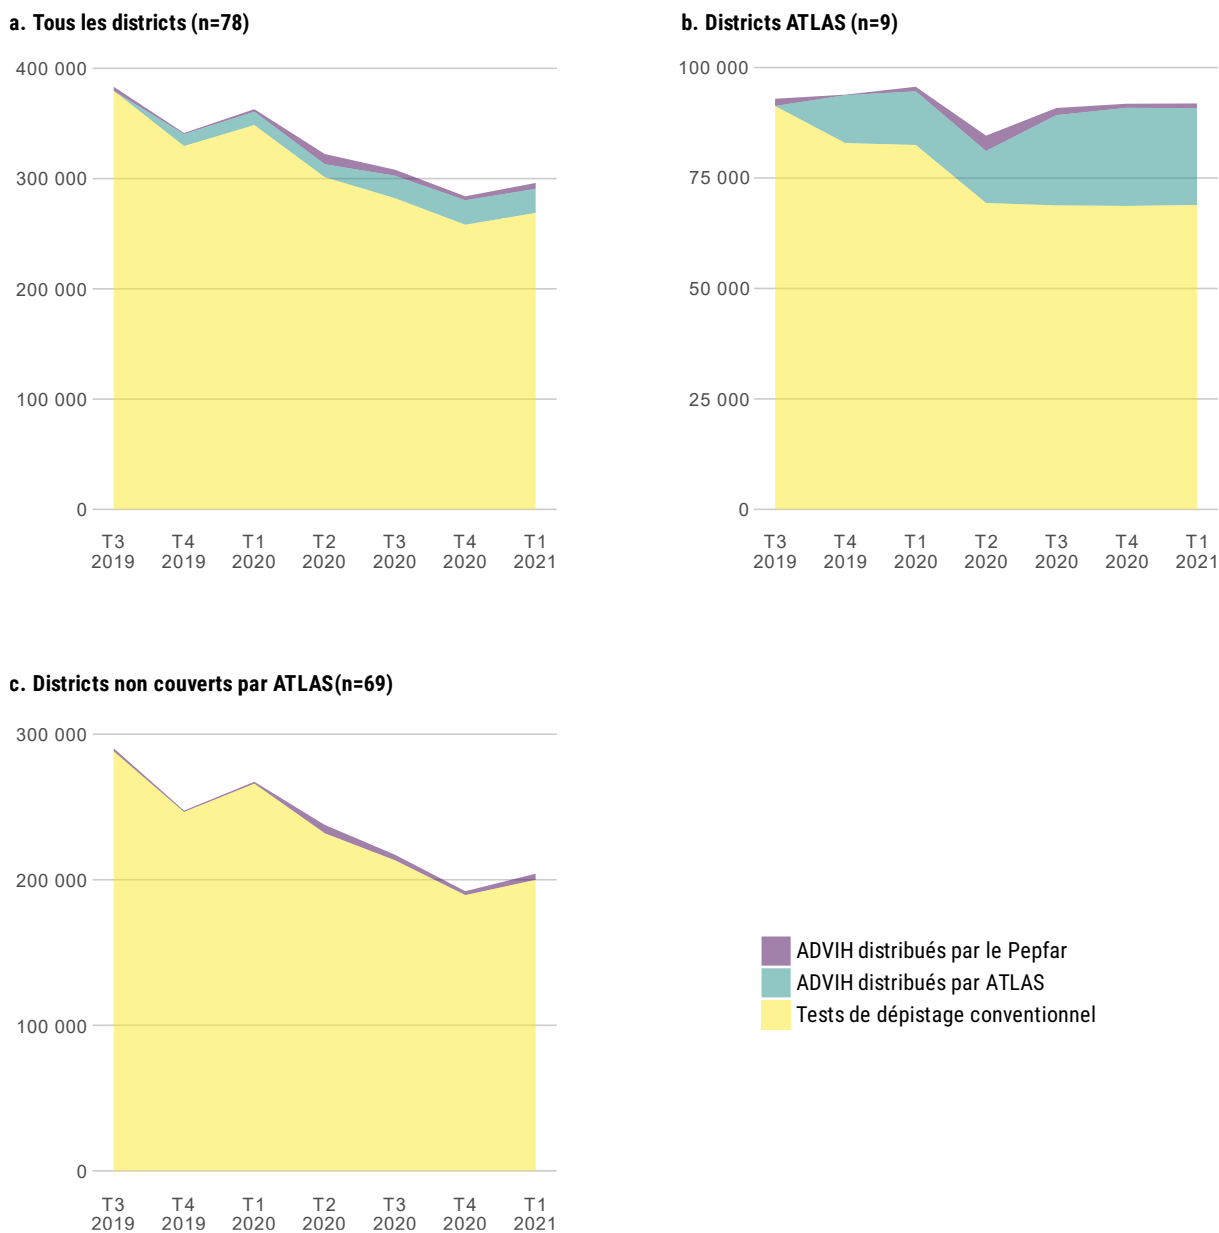 a. Tous les districts (n=78)
400 000
300 000
200 000
100 000
0
T3 T4 T1 T2 T3 T4 T1
2019 2019 2020 2020 2020 2020 2021
b. Districts ATLAS (n=9)
100 000
75 000
50 000
25 000
0
T3 T4 T1 T2 T3 T4 T1
2019 2019 2020 2020 2020 2020 2021
c. Districts non couverts par ATLAS(n=69)
300 000
200 000
100 000
0
T3 T4 T1 T2 T3 T4 T1
2019 2019 2020 2020 2020 2020 2021
ADVIH distribués par le Pepfar
ADVIH distribués par ATLAS
Tests de dépistage conventionnel